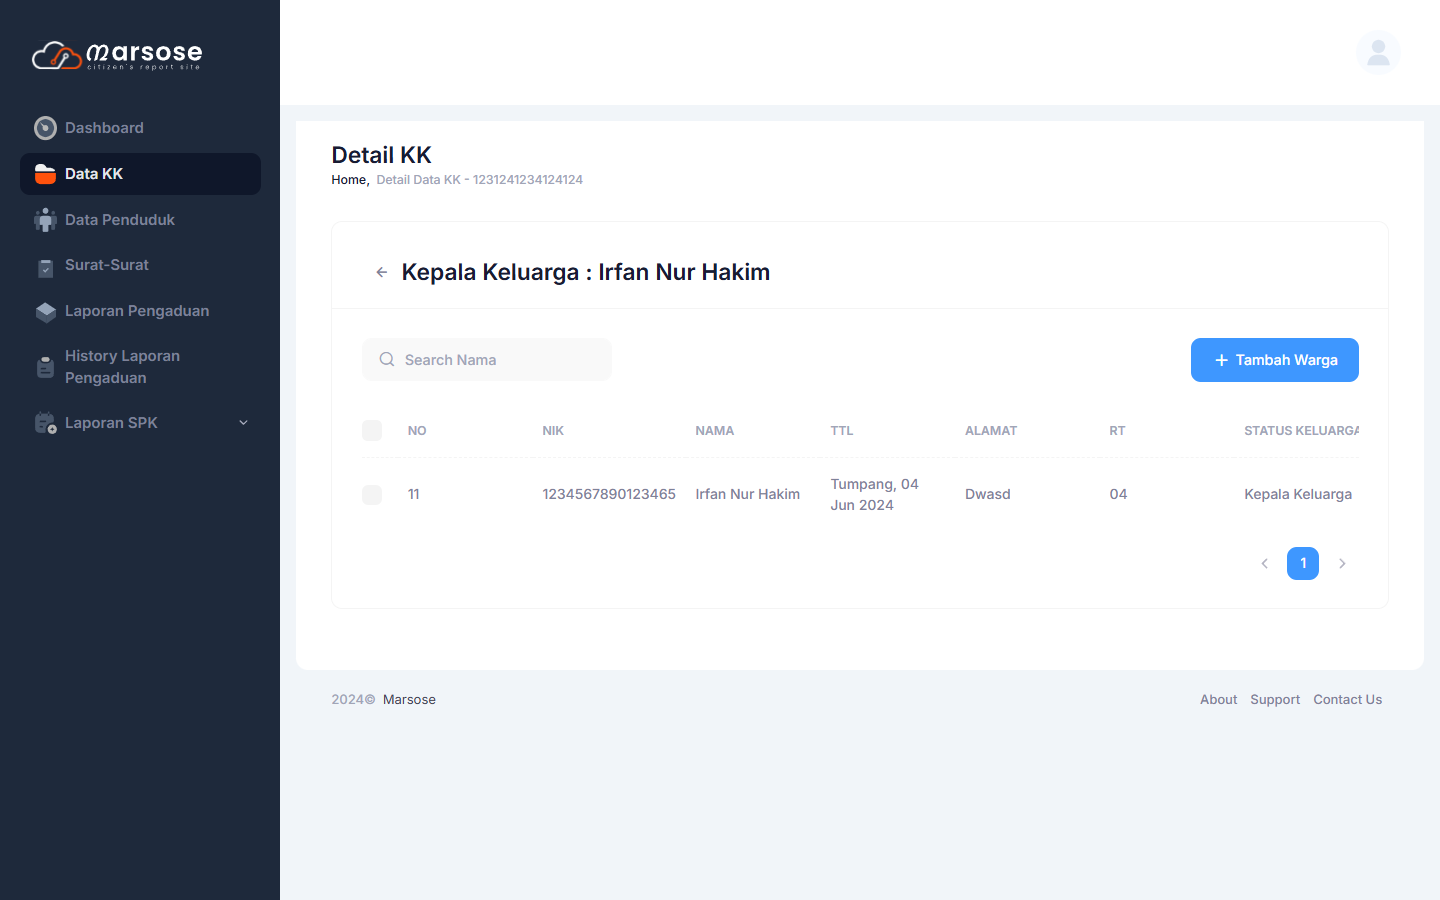 Marsose
citizen's report site
Dashboard
Data KK
Data Penduduk
Surat-Surat
Laporan Pengaduan
History Laporan
Pengaduan
Laporan SPK
Detail KK
Home, Detail Data KK - 1231241234124124
Kepala Keluarga : Irfan Nur Hakim
Search Nama
Tambah Warga
NO NIK NAMA TTL ALAMAT RT STATUS KELUARGA
11 1234567890123465 Irfan Nur Hakim Tumpang, 04 Jun 2024 Dwasd 04 Kepala Keluarga
1
2024© Marsose
About Support Contact Us